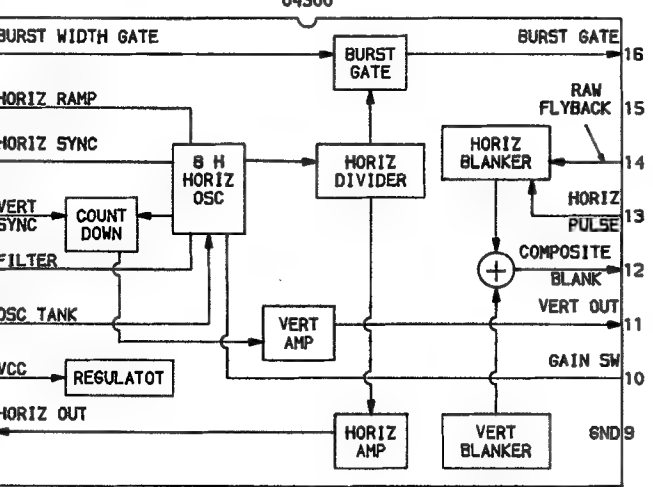 BURST WIDTH GATE
BURST GATE
BURST GATE
16
HORIZ RAMP
RAW FLYBACK
15
HORIZ SYNC
8 H
HORIZ
OSC
HORIZ
DIVIDER
HORIZ
BLANKER
14
VERT
SYNC
COUNT
DOWN
HORIZ
PULSE
13
FILTER
COMPOSITE
BLANK
12
OSC TANK
VERT
AMP
VERT OUT
11
VCC
REGULATOT
GAIN SW
10
HORIZ OUT
HORIZ
AMP
VERT
BLANKER
GND 9